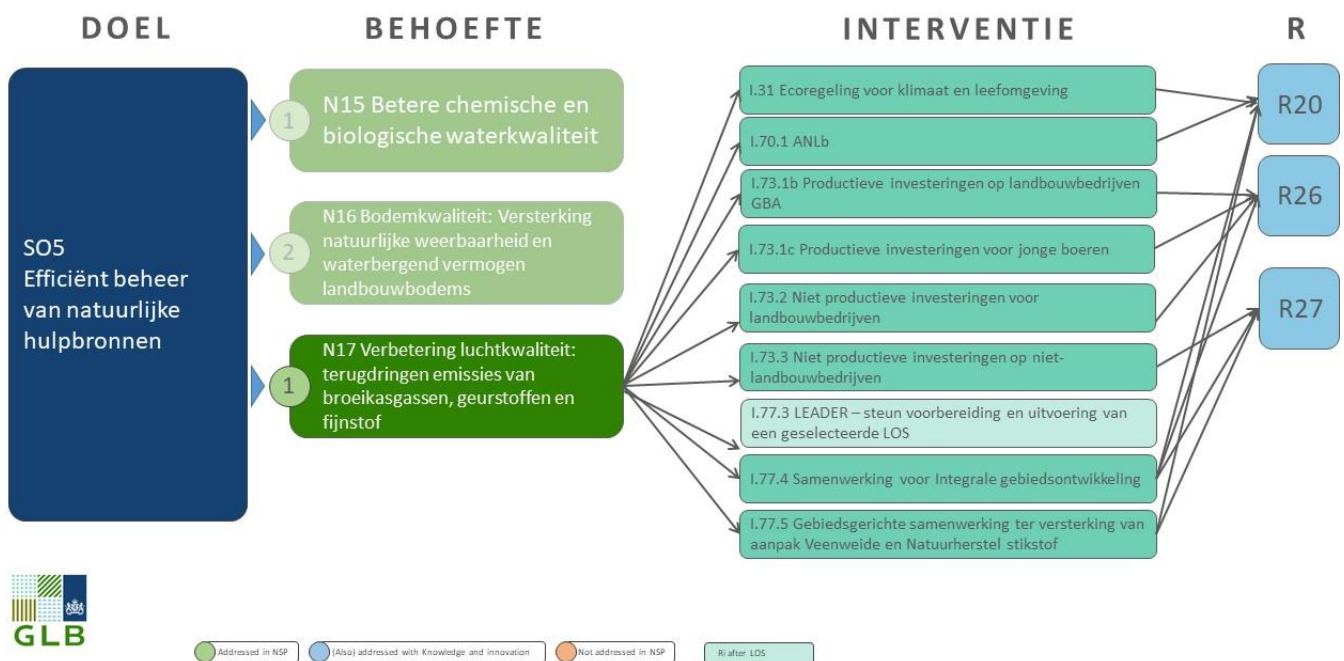 DOEL
BEHOEFTE
INTERVENTIE
R
SO5
Efficiënt beheer
van natuurlijke
hulpbronnen
1
N15 Betere chemische en
biologische waterkwaliteit
2
N16 Bodemkwaliteit: Versterking
natuurlijke weerbaarheid en
waterbergend vermogen
landbouwbodems
1
N17 Verbetering luchtkwaliteit:
terugdringen emissies van
broeikasgassen, geurstoffen en
fijnstof
I.31 Ecoregeling voor klimaat en leefomgeving
I.70.1 ANLb
I.73.1b Productieve investeringen op landbouwbedrijven
GBA
I.73.1c Productieve investeringen voor jonge boeren
I.73.2 Niet productieve investeringen voor
landbouwbedrijven
I.73.3 Niet productieve investeringen op niet-
landbouwbedrijven
I.77.3 LEADER – steun voorbereiding en uitvoering van
een geselecteerde LOS
I.77.4 Samenwerking voor Integrale gebiedsontwikkeling
I.77.5 Gebiedsgerichte samenwerking ter versterking van
aanpak Veenweide en Natuurherstel stikstof
R20
R26
R27
GLB
Addressed in NSP
(Also) addressed with Knowledge and innovation
Not addressed in NSP
Ri after LOS